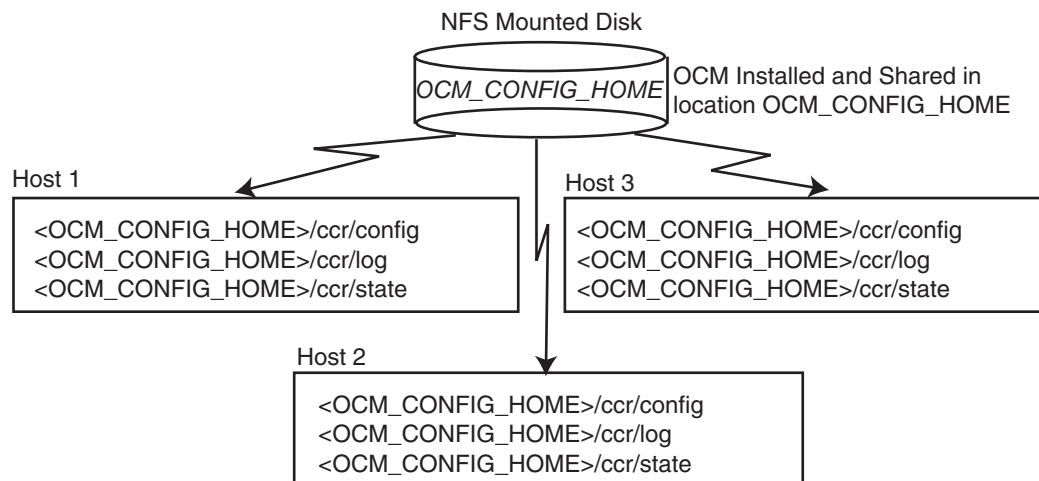 NFS Mounted Disk
OCM_CONFIG_HOME
OCM Installed and Shared in
location OCM_CONFIG_HOME
Host 1
<OCM_CONFIG_HOME>/ccr/config
<OCM_CONFIG_HOME>/ccr/log
<OCM_CONFIG_HOME>/ccr/state
Host 3
<OCM_CONFIG_HOME>/ccr/config
<OCM_CONFIG_HOME>/ccr/log
<OCM_CONFIG_HOME>/ccr/state
Host 2
<OCM_CONFIG_HOME>/ccr/config
<OCM_CONFIG_HOME>/ccr/log
<OCM_CONFIG_HOME>/ccr/state